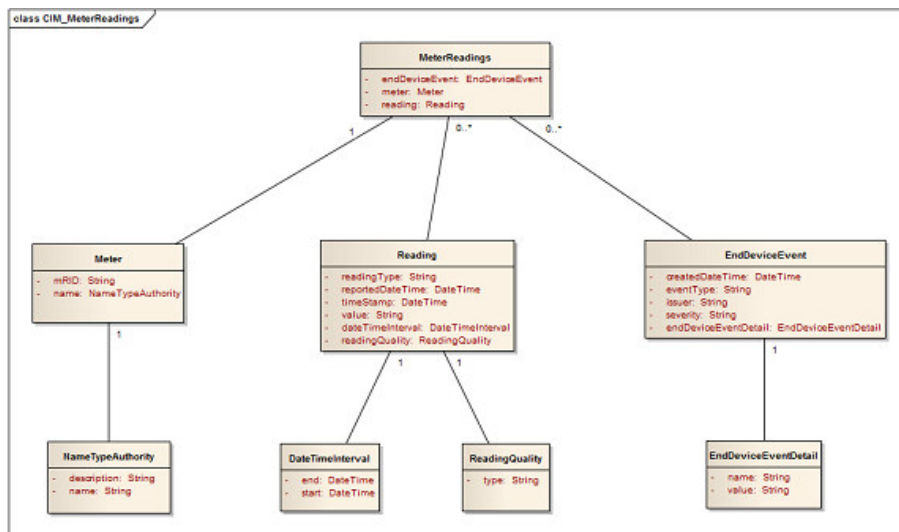 class CIM_MeterReadings
MeterReadings
- endDeviceEvent: EndDeviceEvent
- meter: Meter
- reading: Reading
1
0..*
0..*
Meter
- mRID: String
- name: NameTypeAuthority
1
Reading
- readingType: String
- reportedDateTime: DateTime
- timeStamp: DateTime
- value: String
- dateTimeInterval: DateTimeInterval
- readingQuality: ReadingQuality
1
1
EndDeviceEvent
- createdDateTime: DateTime
- eventType: String
- issuer: String
- severity: String
- endDeviceEventDetail: EndDeviceEventDetail
1
NameTypeAuthority
- description: String
- name: String
DateTimeInterval
- end: DateTime
- start: DateTime
ReadingQuality
- type: String
EndDeviceEventDetail
- name: String
- value: String